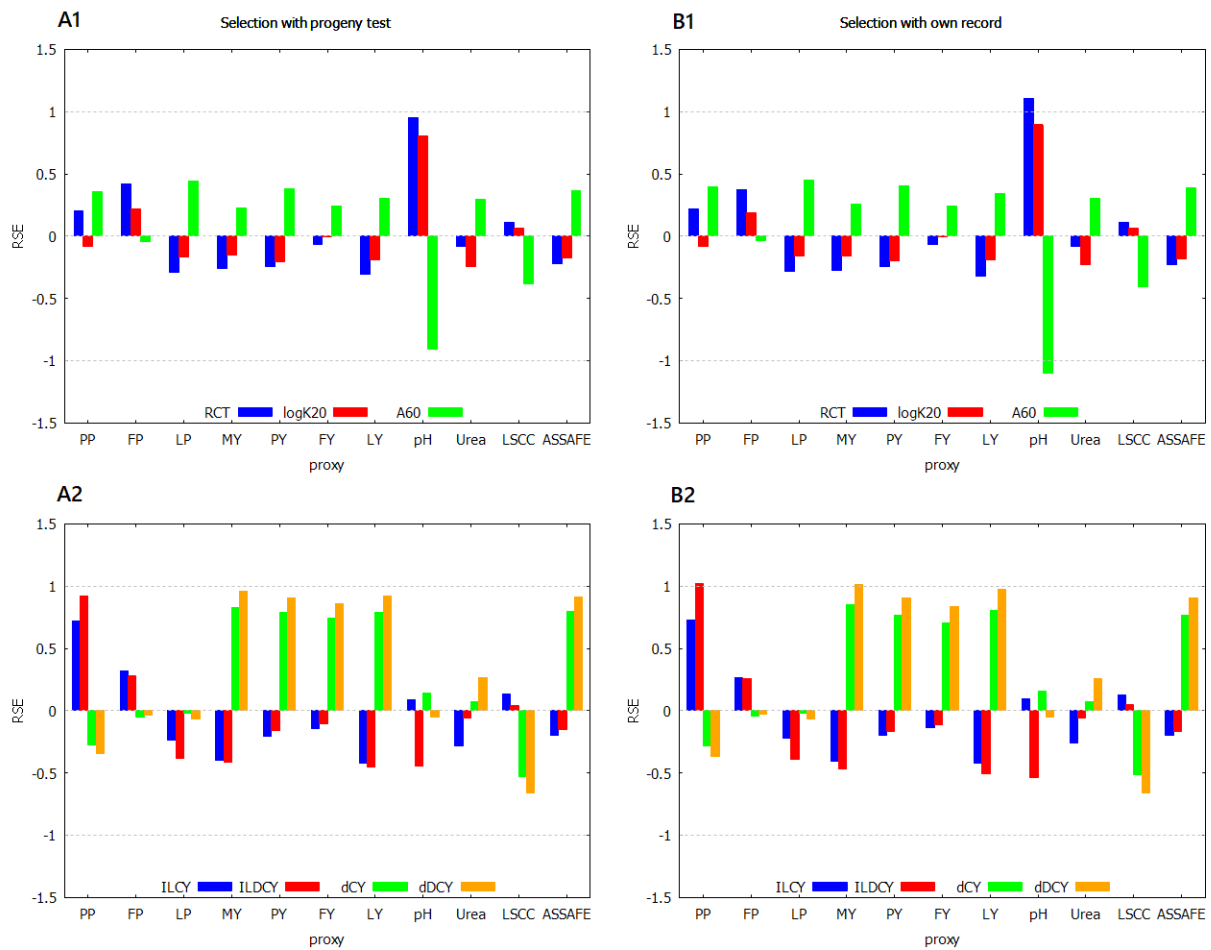 A1
Selection with progeny test
1.5
1
0.5
0
-0.5
-1
-1.5
RSE
RCT logK20 A60
PP FP LP MY PY FY LY pH Urea LSCC ASSAFE
proxy
B1
Selection with own record
1.5
1
0.5
0
-0.5
-1
-1.5
RSE
RCT logK20 A60
PP FP LP MY PY FY LY pH Urea LSCC ASSAFE
proxy
A2
1.5
1
0.5
0
-0.5
-1
-1.5
RSE
ILCY ILDCY dCY dDCY
PP FP LP MY PY FY LY pH Urea LSCC ASSAFE
proxy
B2
1.5
1
0.5
0
-0.5
-1
-1.5
RSE
ILCY ILDCY dCY dDCY
PP FP LP MY PY FY LY pH Urea LSCC ASSAFE
proxy